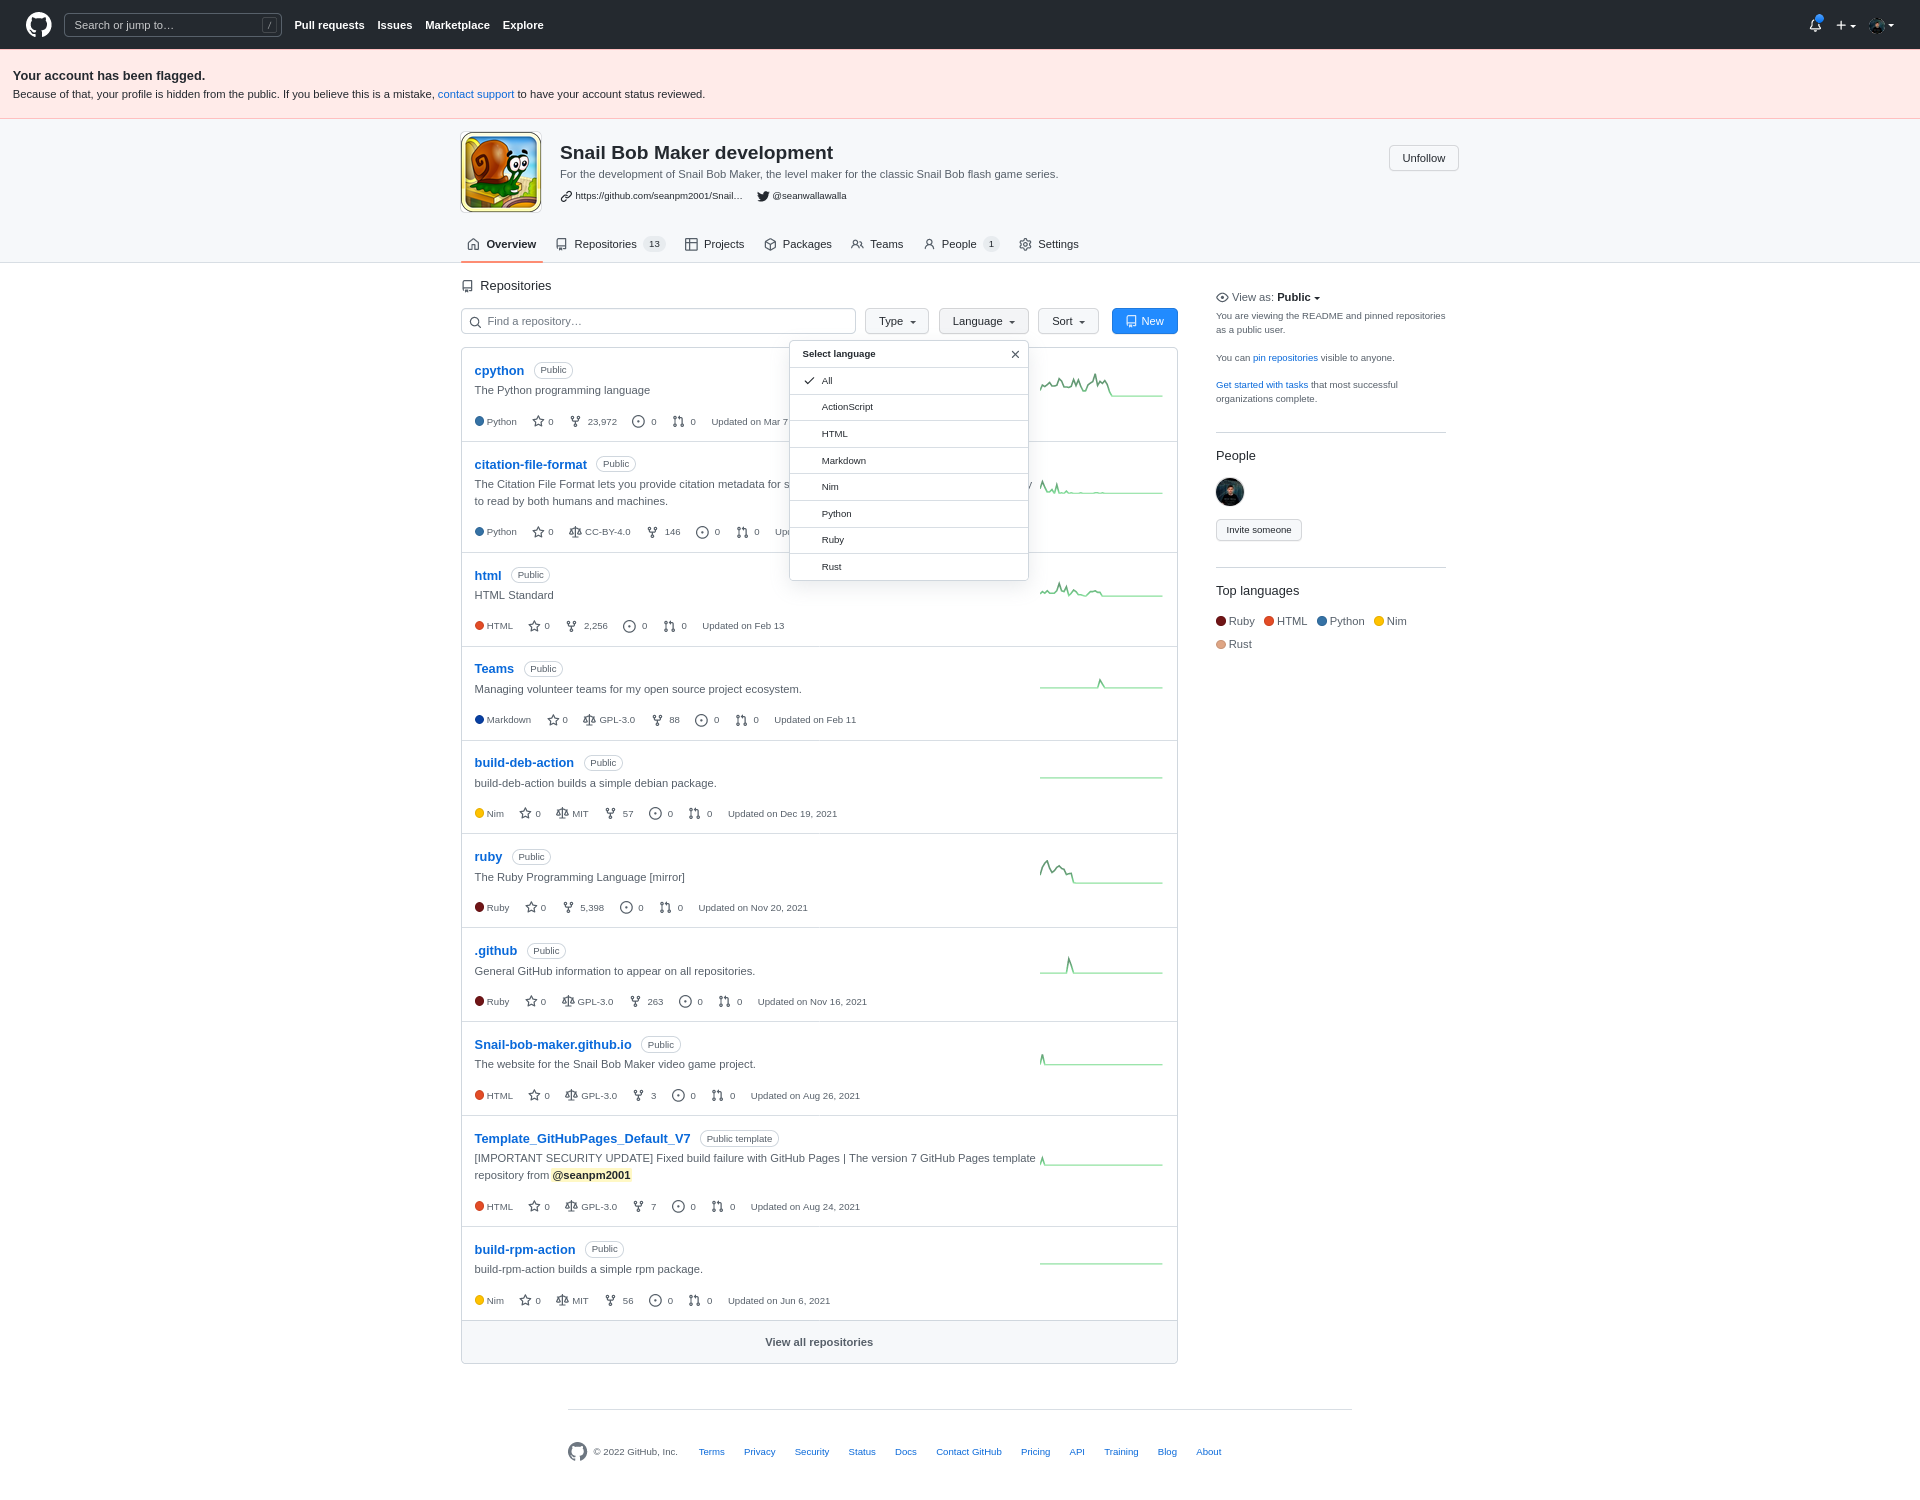 Search or jump to… /
Pull requests Issues Marketplace Explore
Your account has been flagged.
Because of that, your profile is hidden from the public. If you believe this is a mistake, contact support to have your account status reviewed.
Snail Bob Maker development
Unfollow
For the development of Snail Bob Maker, the level maker for the classic Snail Bob flash game series.
https://github.com/seanpm2001/Snail… @seanwallawalla
Overview Repositories 13 Projects Packages Teams People 1 Settings
Repositories
Find a repository…
Type Language Sort New
Select language
All
ActionScript
HTML
Markdown
Nim
Python
Ruby
Rust
cpython Public
The Python programming language
Python 0 23,972 0 0 Updated on Mar 7
citation-file-format Public
The Citation File Format lets you provide citation metadata for s y
to read by both humans and machines.
Python 0 CC-BY-4.0 146 0 0 Up
html Public
HTML Standard
HTML 0 2,256 0 0 Updated on Feb 13
Teams Public
Managing volunteer teams for my open source project ecosystem.
Markdown 0 GPL-3.0 88 0 0 Updated on Feb 11
build-deb-action Public
build-deb-action builds a simple debian package.
Nim 0 MIT 57 0 0 Updated on Dec 19, 2021
ruby Public
The Ruby Programming Language [mirror]
Ruby 0 5,398 0 0 Updated on Nov 20, 2021
.github Public
General GitHub information to appear on all repositories.
Ruby 0 GPL-3.0 263 0 0 Updated on Nov 16, 2021
Snail-bob-maker.github.io Public
The website for the Snail Bob Maker video game project.
HTML 0 GPL-3.0 3 0 0 Updated on Aug 26, 2021
Template_GitHubPages_Default_V7 Public template
[IMPORTANT SECURITY UPDATE] Fixed build failure with GitHub Pages | The version 7 GitHub Pages template
repository from @seanpm2001
HTML 0 GPL-3.0 7 0 0 Updated on Aug 24, 2021
build-rpm-action Public
build-rpm-action builds a simple rpm package.
Nim 0 MIT 56 0 0 Updated on Jun 6, 2021
View all repositories
View as: Public
You are viewing the README and pinned repositories
as a public user.
You can pin repositories visible to anyone.
Get started with tasks that most successful
organizations complete.
People
Invite someone
Top languages
Ruby HTML Python Nim
Rust
© 2022 GitHub, Inc. Terms Privacy Security Status Docs Contact GitHub Pricing API Training Blog About